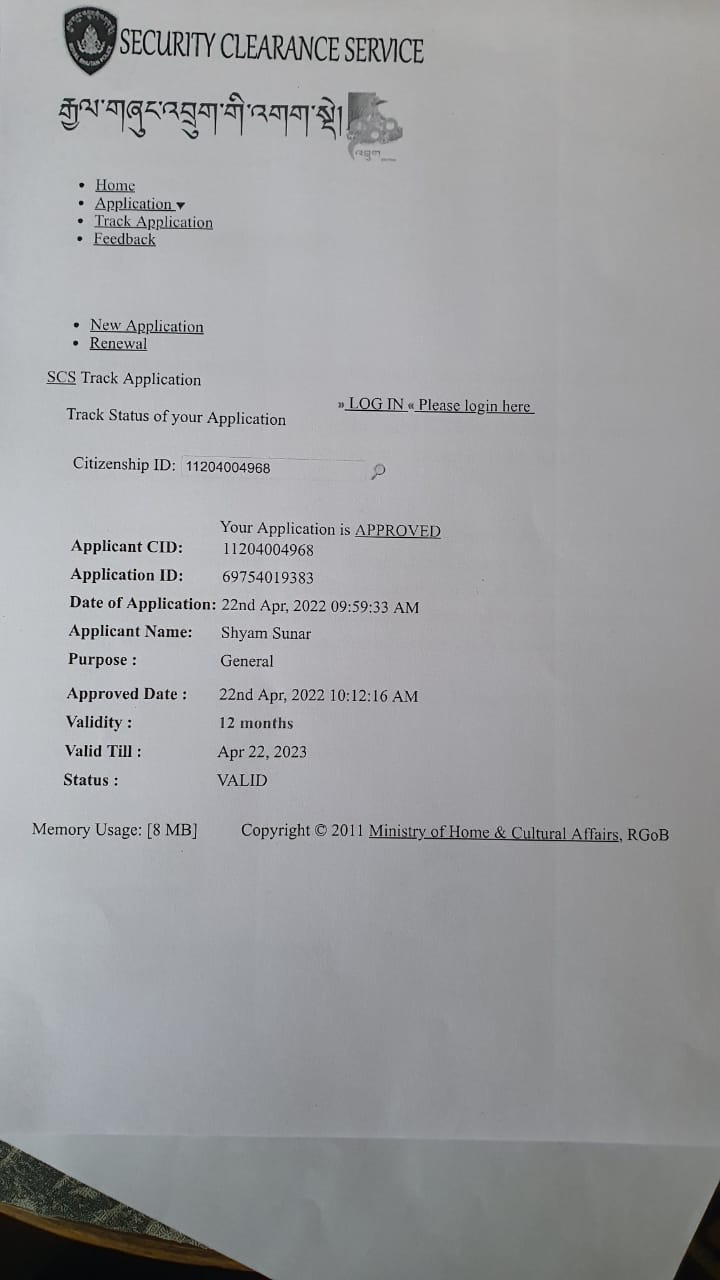 SECURITY CLEARANCE SERVICE
རྒྱལ་གཞུང་འབྲུག་གི་འགག་སྡེ།
འབྲུག
Home
Application ▾
Track Application
Feedback
New Application
Renewal
SCS Track Application
» LOG IN « Please login here
Track Status of your Application
Citizenship ID: 11204004968
Your Application is APPROVED
Applicant CID: 11204004968
Application ID: 69754019383
Date of Application: 22nd Apr, 2022 09:59:33 AM
Applicant Name: Shyam Sunar
Purpose : General
Approved Date : 22nd Apr, 2022 10:12:16 AM
Validity : 12 months
Valid Till : Apr 22, 2023
Status : VALID
Memory Usage: [8 MB] Copyright © 2011 Ministry of Home & Cultural Affairs, RGoB